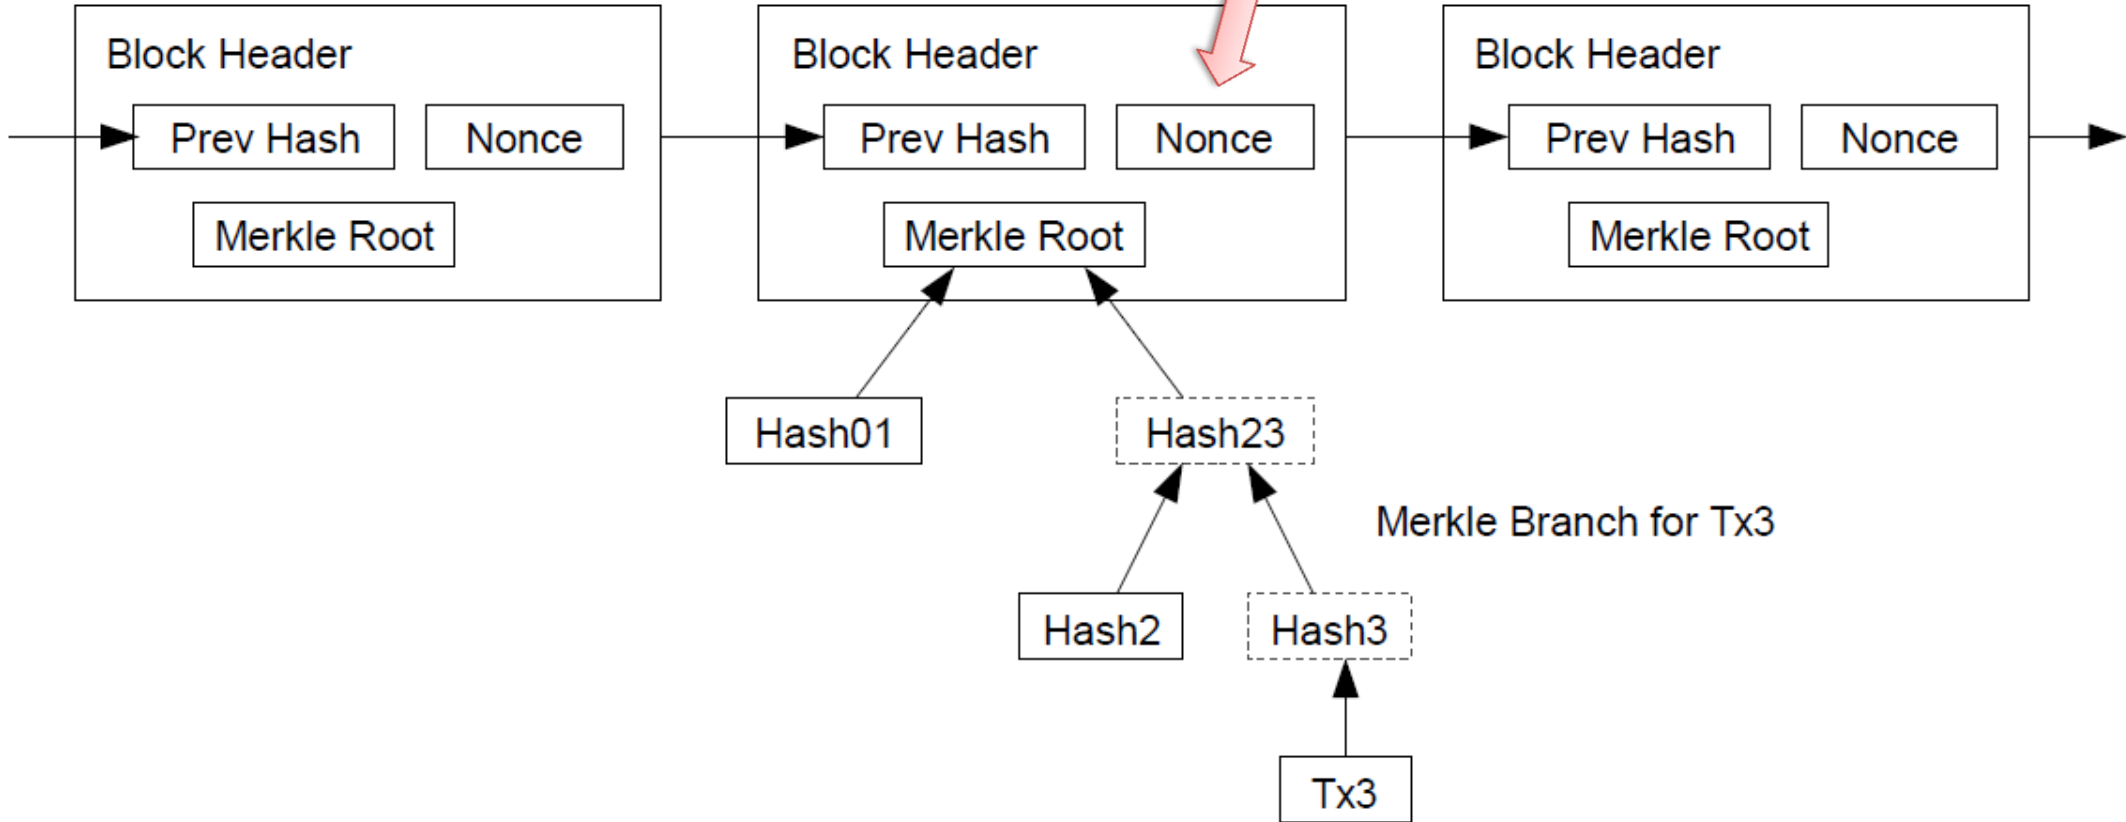 Block Header
Prev Hash
Nonce
Merkle Root
Block Header
Prev Hash
Nonce
Merkle Root
Block Header
Prev Hash
Nonce
Merkle Root
Hash01
Hash23
Merkle Branch for Tx3
Hash2
Hash3
Tx3